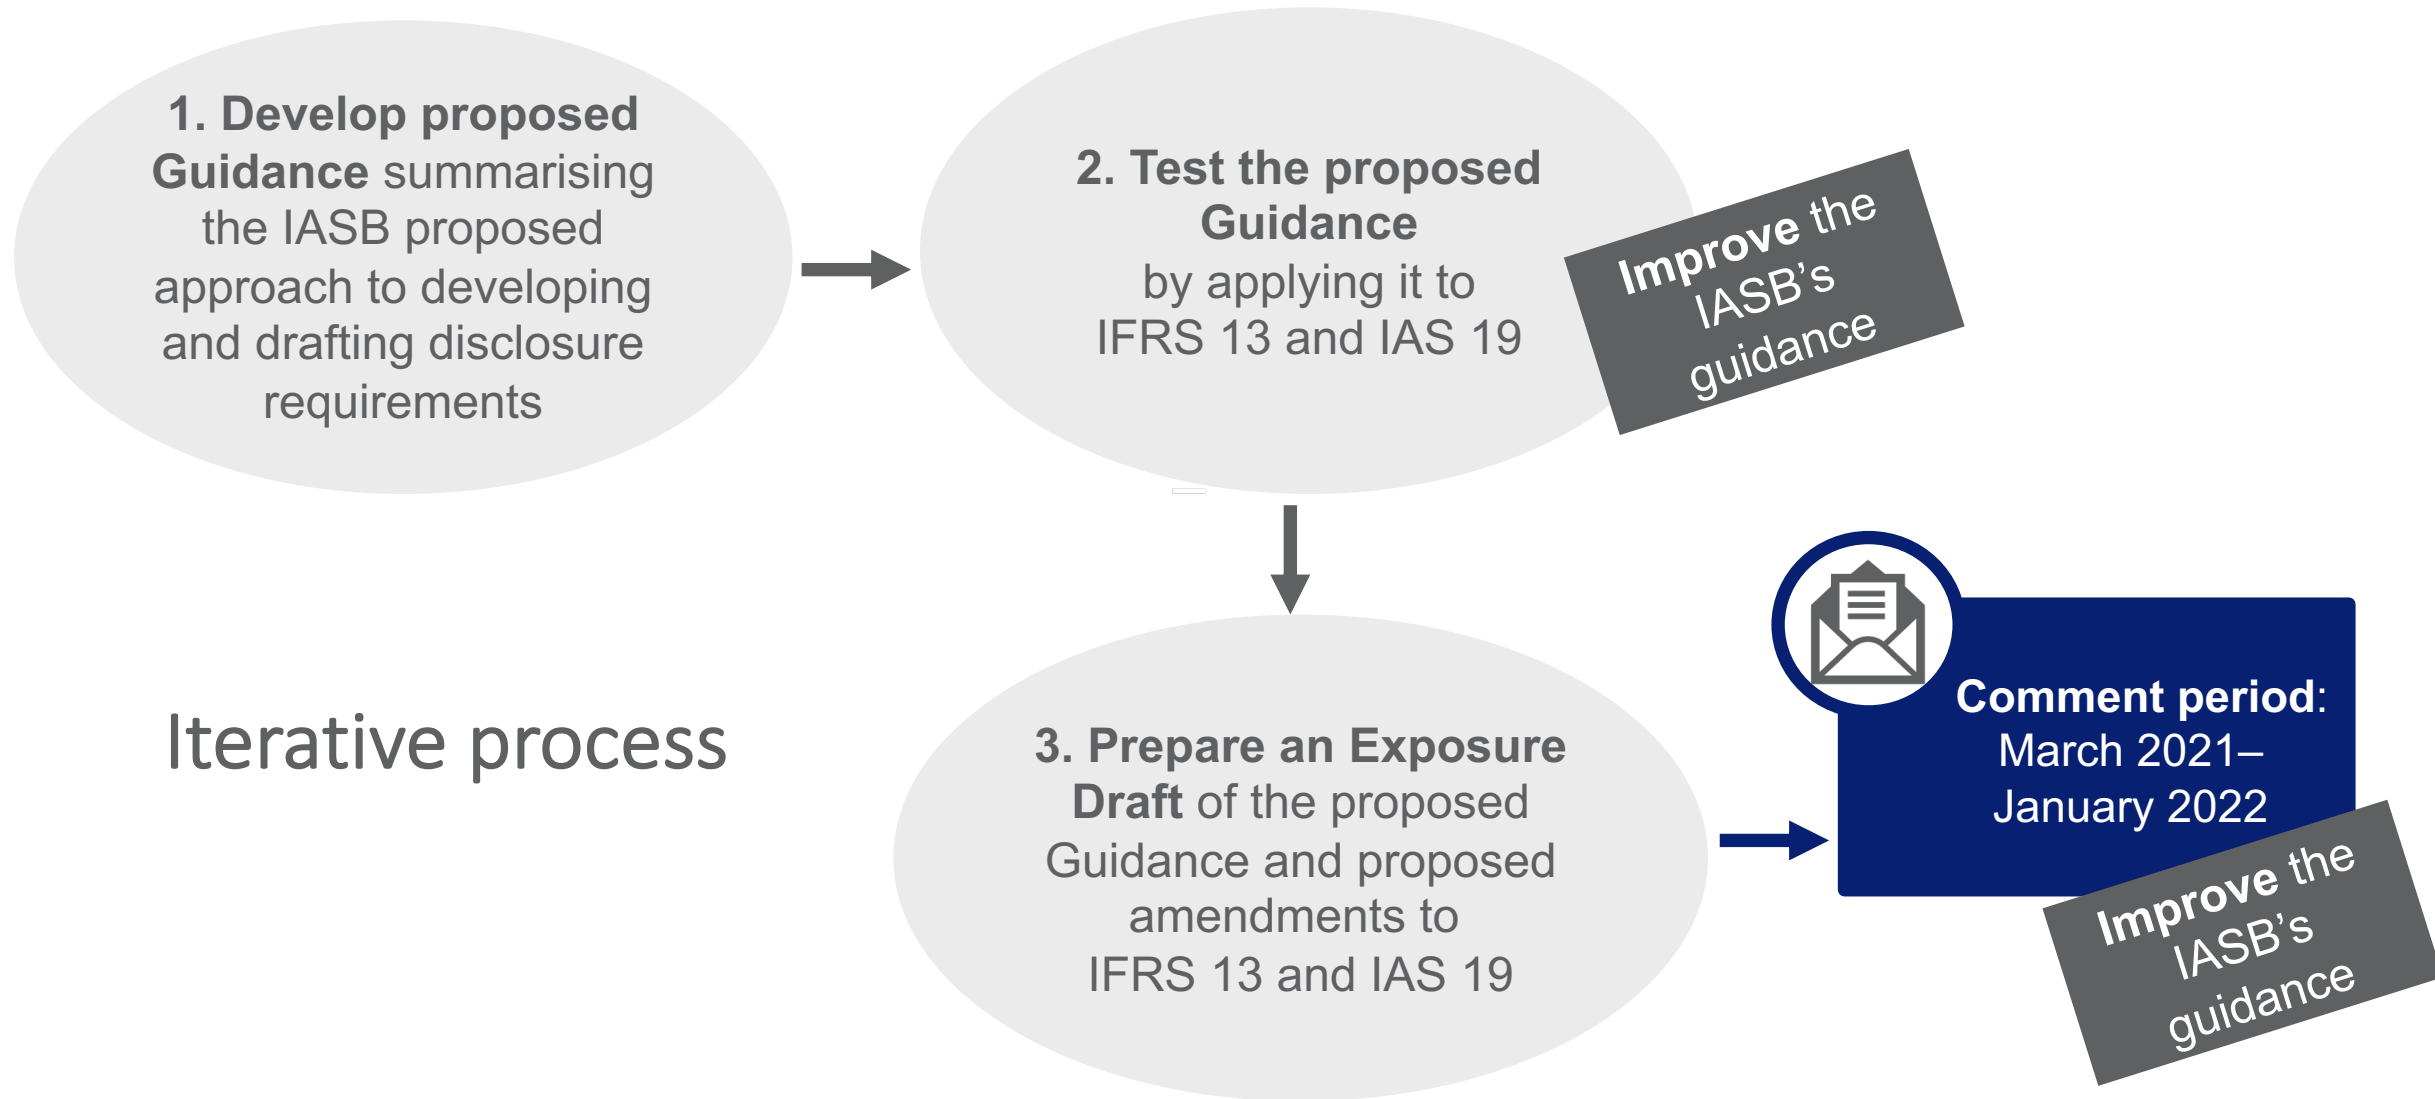 1. Develop proposed
Guidance summarising
the IASB proposed
approach to developing
and drafting disclosure
requirements
2. Test the proposed
Guidance
by applying it to
IFRS 13 and IAS 19
Improve the
IASB’s
guidance
Iterative process
3. Prepare an Exposure
Draft of the proposed
Guidance and proposed
amendments to
IFRS 13 and IAS 19
Comment period:
March 2021–
January 2022
Improve the
IASB’s
guidance